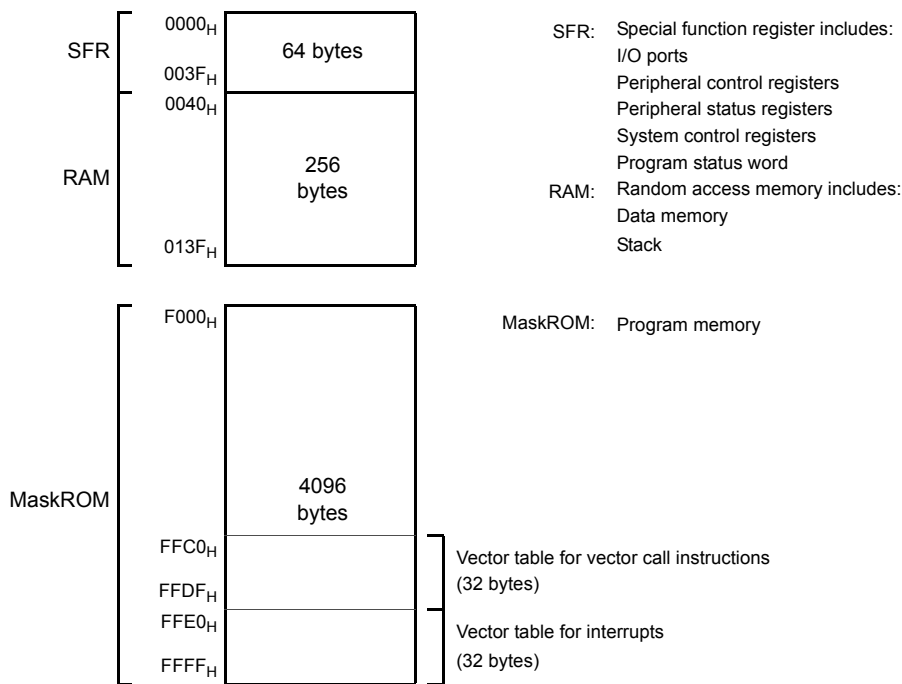 SFR
0000H
64 bytes
003FH
RAM
0040H
256
bytes
013FH
SFR: Special function register includes:
I/O ports
Peripheral control registers
Peripheral status registers
System control registers
Program status word
RAM: Random access memory includes:
Data memory
Stack
MaskROM
F000H
4096
bytes
FFC0H
FFDFH
FFE0H
FFFFH
MaskROM: Program memory
Vector table for vector call instructions
(32 bytes)
Vector table for interrupts
(32 bytes)